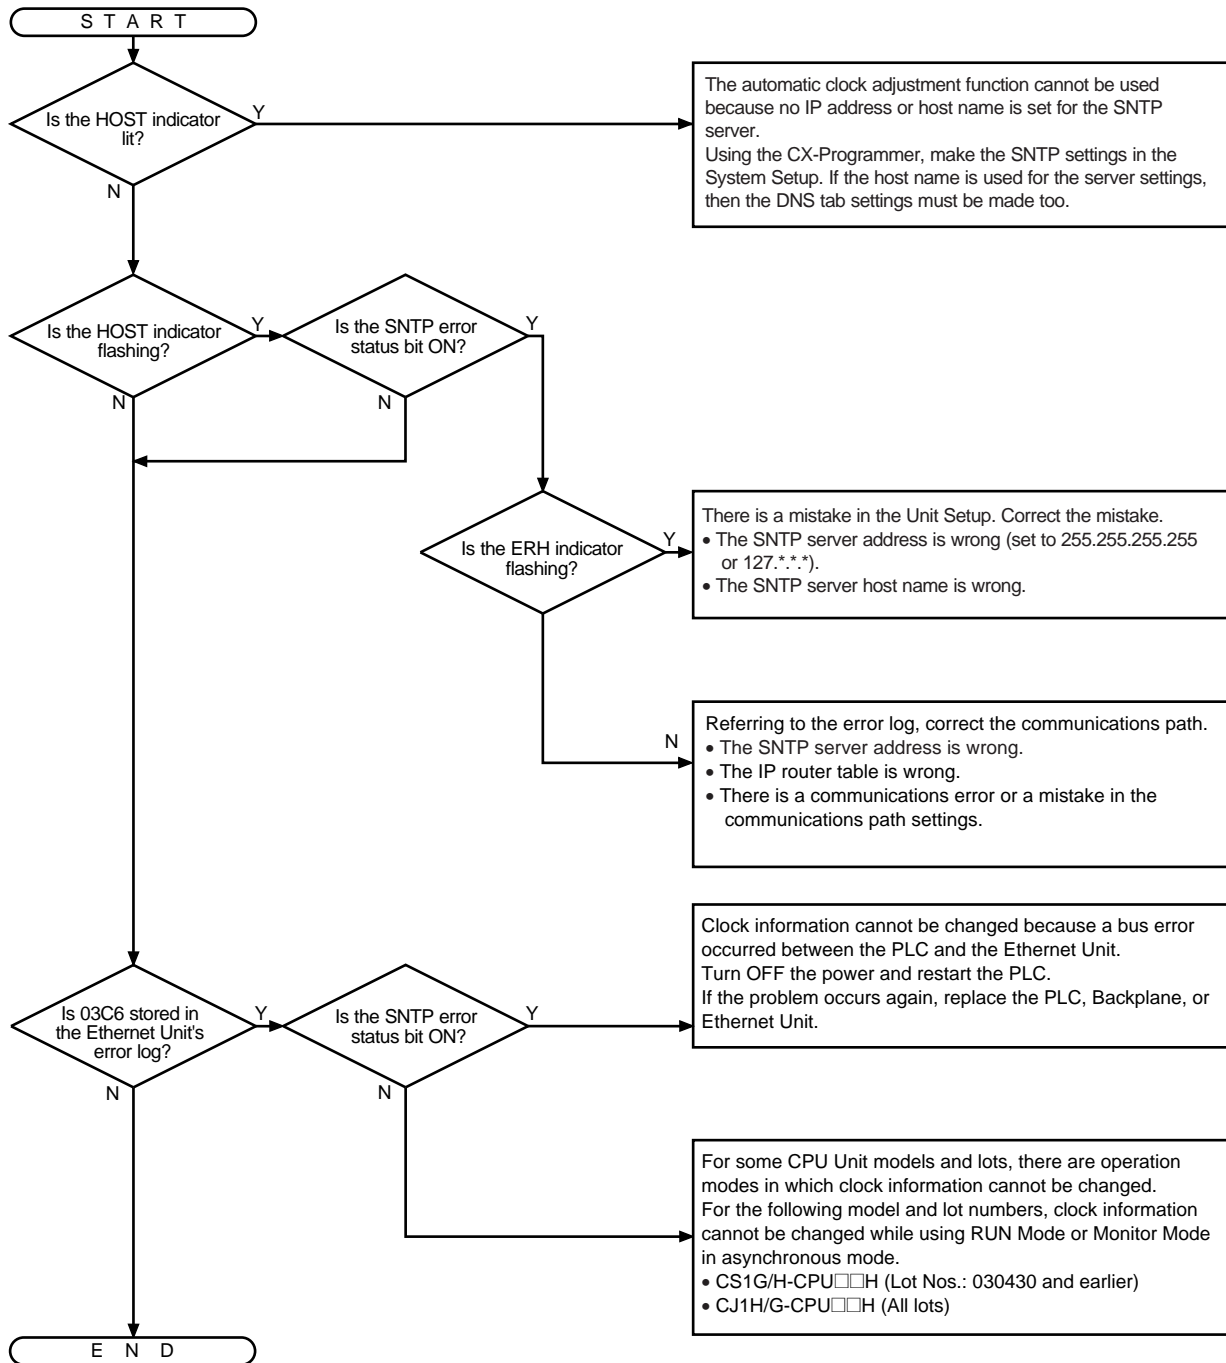 S T A R T
Is the HOST indicator
lit?
Y
N
The automatic clock adjustment function cannot be used
because no IP address or host name is set for the SNTP
server.
Using the CX-Programmer, make the SNTP settings in the
System Setup. If the host name is used for the server settings,
then the DNS tab settings must be made too.
Is the HOST indicator
flashing?
Y
N
Is the SNTP error
status bit ON?
Y
N
Is the ERH indicator
flashing?
Y
There is a mistake in the Unit Setup. Correct the mistake.
• The SNTP server address is wrong (set to 255.255.255.255
or 127.*.*.*).
• The SNTP server host name is wrong.
N
Referring to the error log, correct the communications path.
• The SNTP server address is wrong.
• The IP router table is wrong.
• There is a communications error or a mistake in the
communications path settings.
Is 03C6 stored in
the Ethernet Unit's
error log?
Y
N
Is the SNTP error
status bit ON?
Y
N
Clock information cannot be changed because a bus error
occurred between the PLC and the Ethernet Unit.
Turn OFF the power and restart the PLC.
If the problem occurs again, replace the PLC, Backplane, or
Ethernet Unit.
For some CPU Unit models and lots, there are operation
modes in which clock information cannot be changed.
For the following model and lot numbers, clock information
cannot be changed while using RUN Mode or Monitor Mode
in asynchronous mode.
• CS1G/H-CPU□□H (Lot Nos.: 030430 and earlier)
• CJ1H/G-CPU□□H (All lots)
E N D